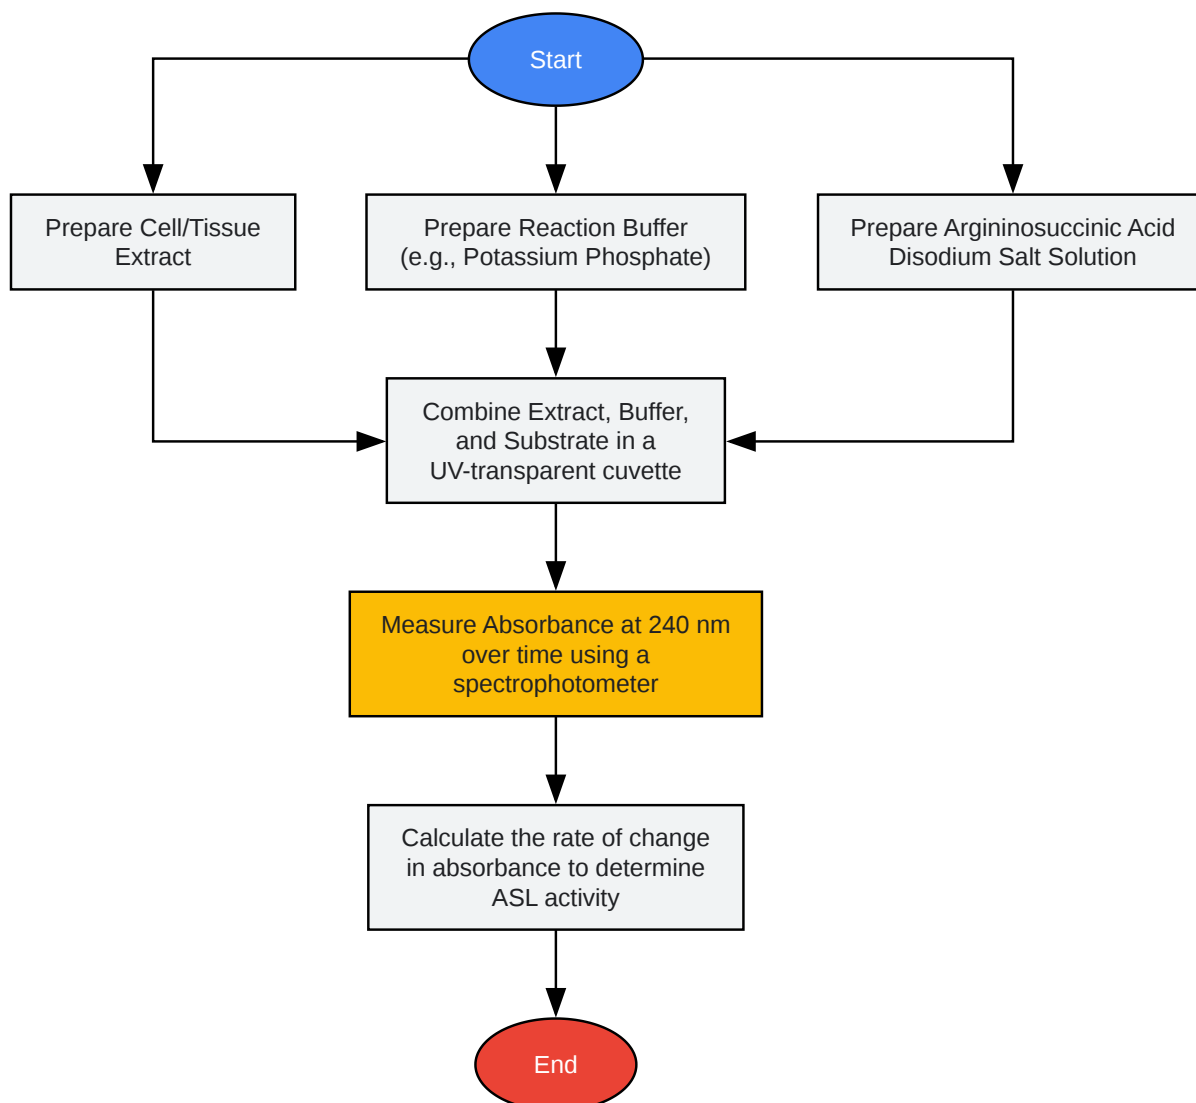 Start
Prepare Cell/Tissue
Extract
Prepare Reaction Buffer
(e.g., Potassium Phosphate)
Prepare Argininosuccinic Acid
Disodium Salt Solution
Combine Extract, Buffer,
and Substrate in a
UV-transparent cuvette
Measure Absorbance at 240 nm
over time using a
spectrophotometer
Calculate the rate of change
in absorbance to determine
ASL activity
End